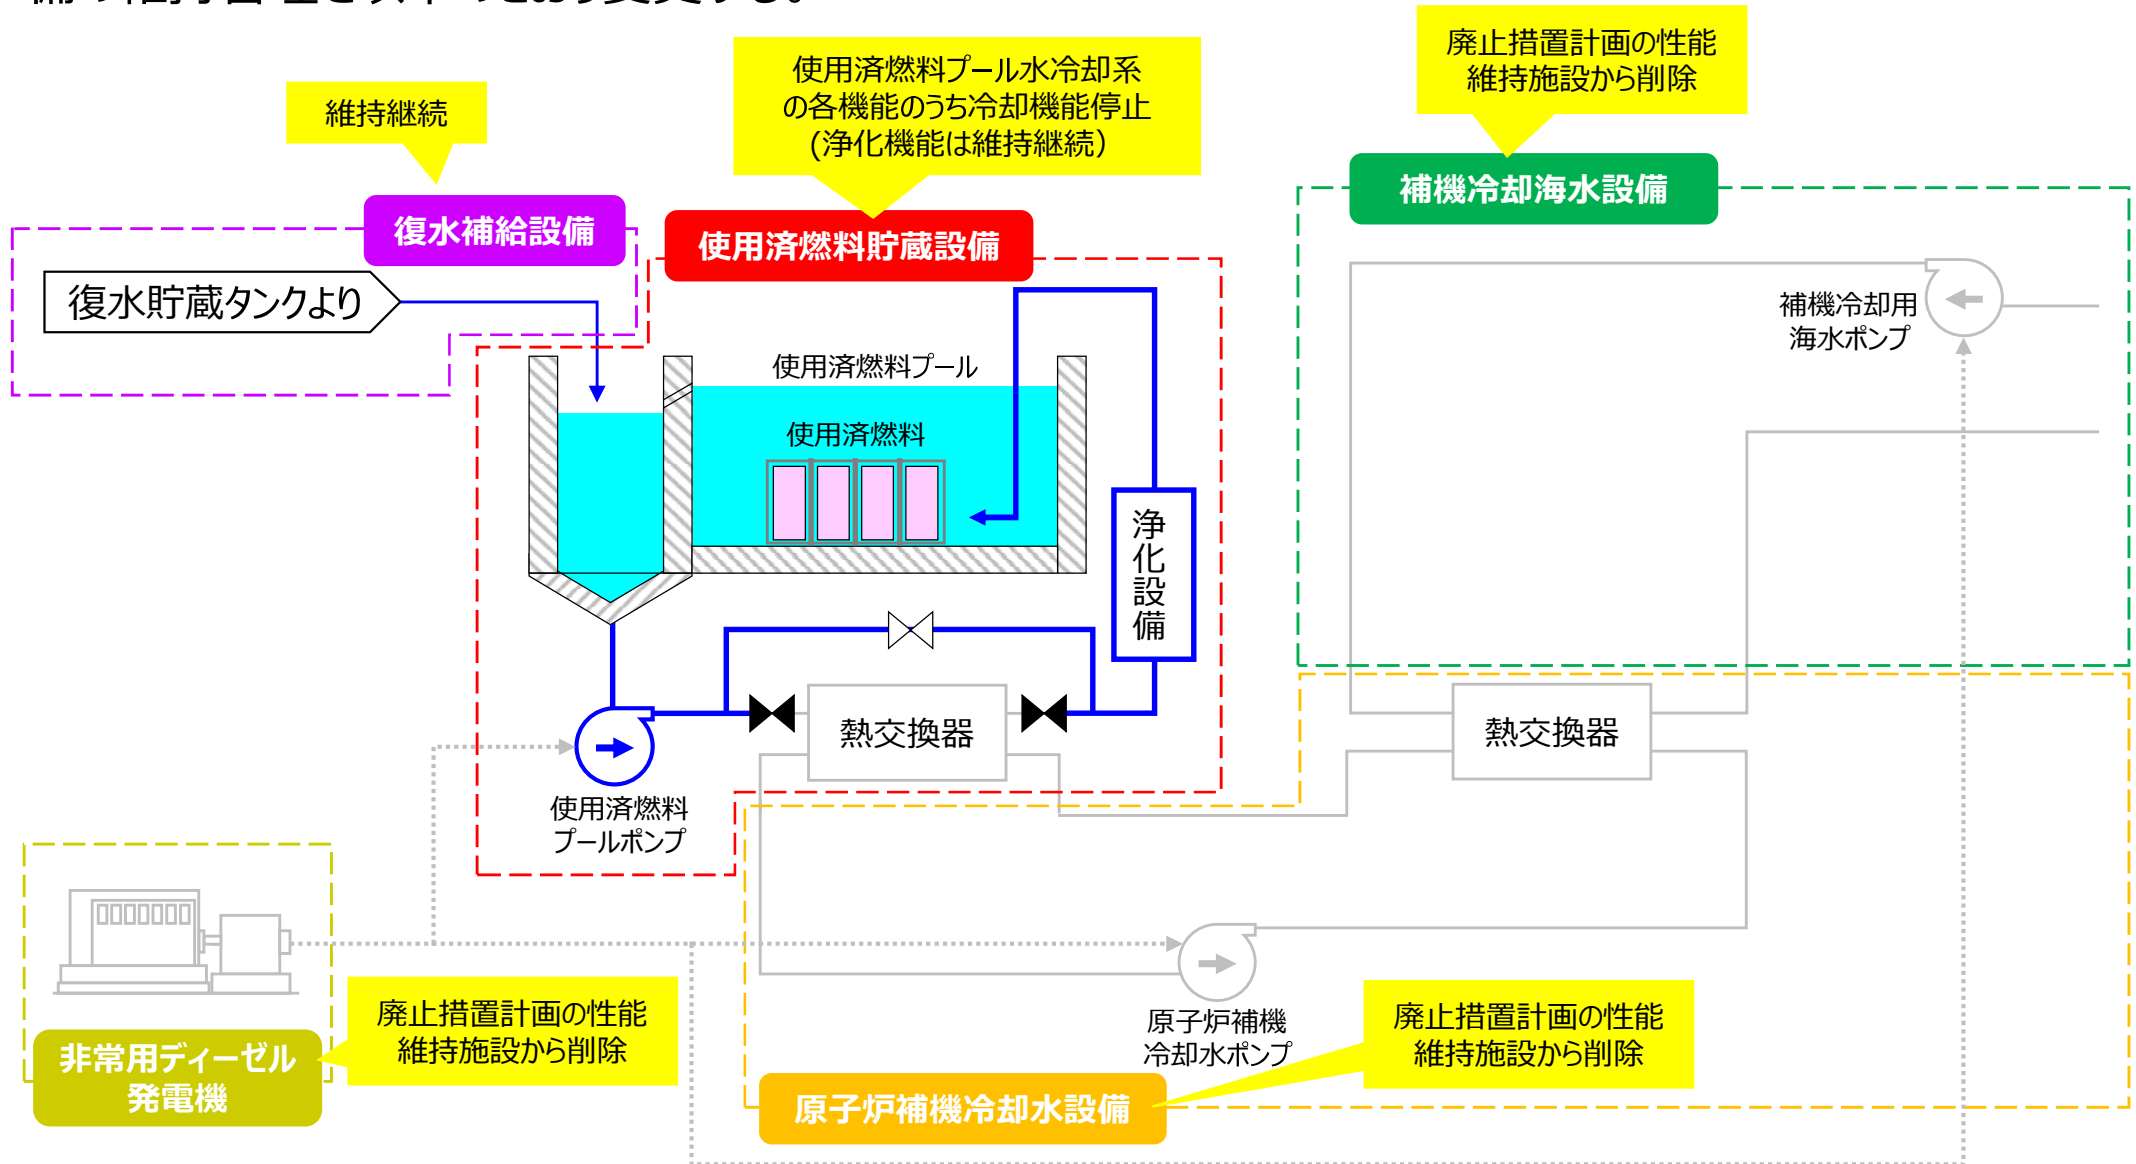 廃止措置計画の性能
維持施設から削除
使用済燃料プール水冷却系
の各機能のうち冷却機能停止
(浄化機能は維持継続）
維持継続
補機冷却海水設備
復水補給設備
使用済燃料貯蔵設備
復水貯蔵タンクより
補機冷却用
海水ポンプ
使用済燃料プール
使用済燃料
浄化設備
熱交換器
熱交換器
使用済燃料
プールポンプ
廃止措置計画の性能
維持施設から削除
非常用ディーゼル
発電機
原子炉補機
冷却水ポンプ
廃止措置計画の性能
維持施設から削除
原子炉補機冷却水設備